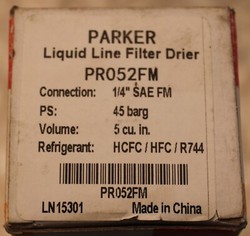 PARKER
Liquid Line Filter Drier
PR052FM
Connection: 1/4" SAE FM
PS: 45 barg
Volume: 5 cu. in.
Refrigerant: HCFC / HFC / R744
PR052FM
LN15301 Made in China